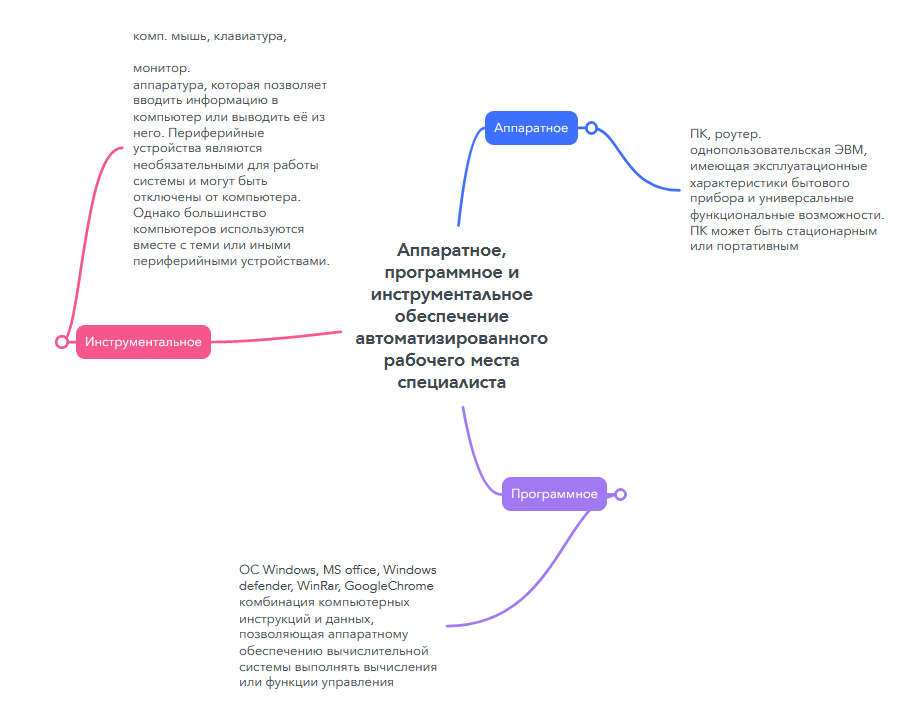 комп. мышь, клавиатура,
монитор.
аппаратура, которая позволяет
вводить информацию в
компьютер или выводить её из
него. Периферийные
устройства являются
необязательными для работы
системы и могут быть
отключены от компьютера.
Однако большинство
компьютеров используются
вместе с теми или иными
периферийными устройствами.
Аппаратное
ПК, роутер.
однопользовательская ЭВМ,
имеющая эксплуатационные
характеристики бытового
прибора и универсальные
функциональные возможности.
ПК может быть стационарным
или портативным
Аппаратное,
программное и
инструментальное
обеспечение
автоматизированного
рабочего места
специалиста
Инструментальное
Программное
ОС Windows, MS office, Windows
defender, WinRar, GoogleChrome
комбинация компьютерных
инструкций и данных,
позволяющая аппаратному
обеспечению вычислительной
системы выполнять вычисления
или функции управления